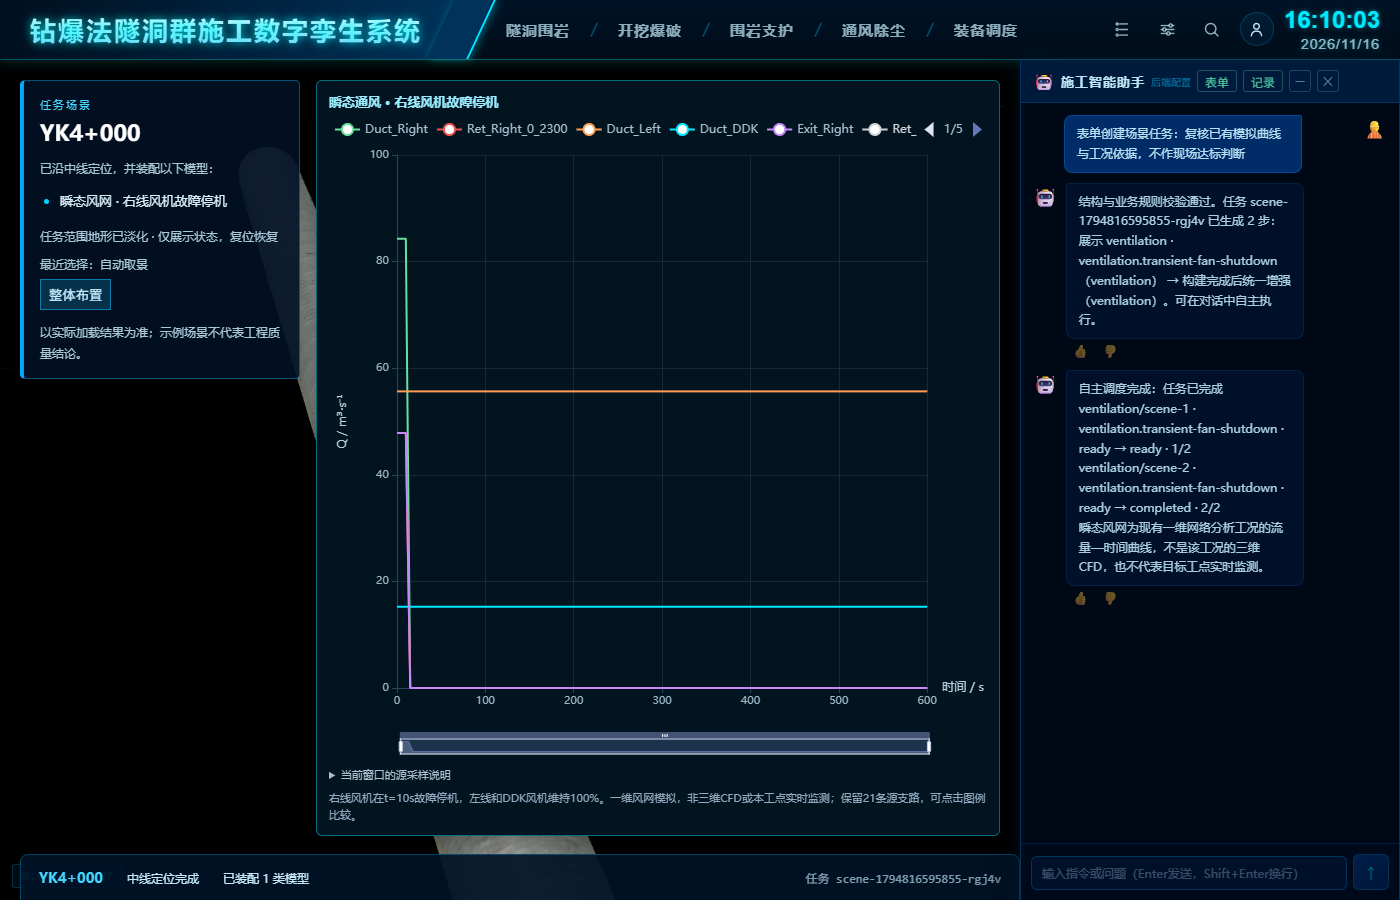 钻爆法隧洞群施工数字孪生系统
隧洞围岩 / 开挖爆破 / 围岩支护 / 通风除尘 / 装备调度
16:10:03
2026/11/16
任务场景
YK4+000
已沿中线定位，并装配以下模型：
瞬态风网 · 右线风机故障停机
任务范围地形已淡化 · 仅展示状态，复位恢复
最近选择：自动取景
整体布置
以实际加载结果为准；示例场景不代表工程质
量结论。
瞬态通风 • 右线风机故障停机
Duct_Right Ret_Right_0_2300 Duct_Left Duct_DDK Exit_Right Ret_ 1/5
100
80
60
40
20
0
Q / m³·s⁻¹
0 100 200 300 400 500 600
时间 / s
当前窗口的源采样说明
右线风机在t=10s故障停机，左线和DDK风机维持100%。一维风网模拟，非三维CFD或本工点实时监测；保留21条源支路，可点击图例
比较。
施工智能助手 后端配置 表单 记录
表单创建场景任务：复核已有模拟曲线
与工况依据，不作现场达标判断
结构与业务规则校验通过。任务 scene-
1794816595855-rgj4v 已生成 2 步：
展示 ventilation ·
ventilation.transient-fan-shutdown
（ventilation） → 构建完成后统一增强
（ventilation）。可在对话中自主执
行。
自主调度完成：任务已完成
ventilation/scene-1 ·
ventilation.transient-fan-shutdown ·
ready → ready · 1/2
ventilation/scene-2 ·
ventilation.transient-fan-shutdown ·
ready → completed · 2/2
瞬态风网为现有一维网络分析工况的流
量—时间曲线，不是该工况的三维
CFD，也不代表目标工点实时监测。
输入指令或问题（Enter发送，Shift+Enter换行）
YK4+000 中线定位完成 已装配 1 类模型
任务 scene-1794816595855-rgj4v